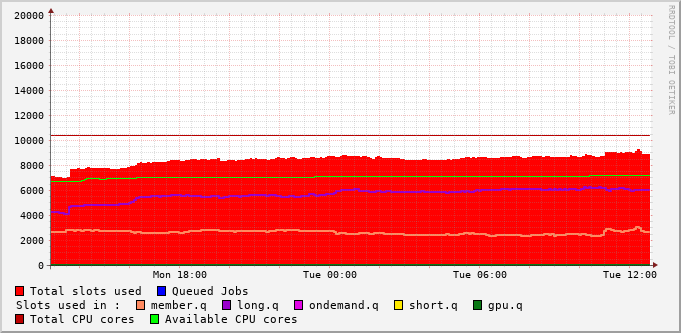 RRDTOOL / TOBI OETIKER
20000
18000
16000
14000
12000
10000
8000
6000
4000
2000
0
Mon 18:00 Tue 00:00 Tue 06:00 Tue 12:00
Total slots used Queued Jobs
Slots used in : member.q long.q ondemand.q short.q gpu.q
Total CPU cores Available CPU cores